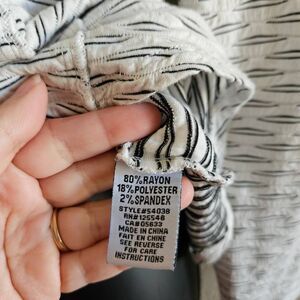 80%RAYON
18%POLYESTER
2%SPANDEX
STYLE#54038
RN#125548
CA#05633
MADE IN CHINA
FAIT EN CHINE
SEE REVERSE
FOR CARE
INSTRUCTIONS